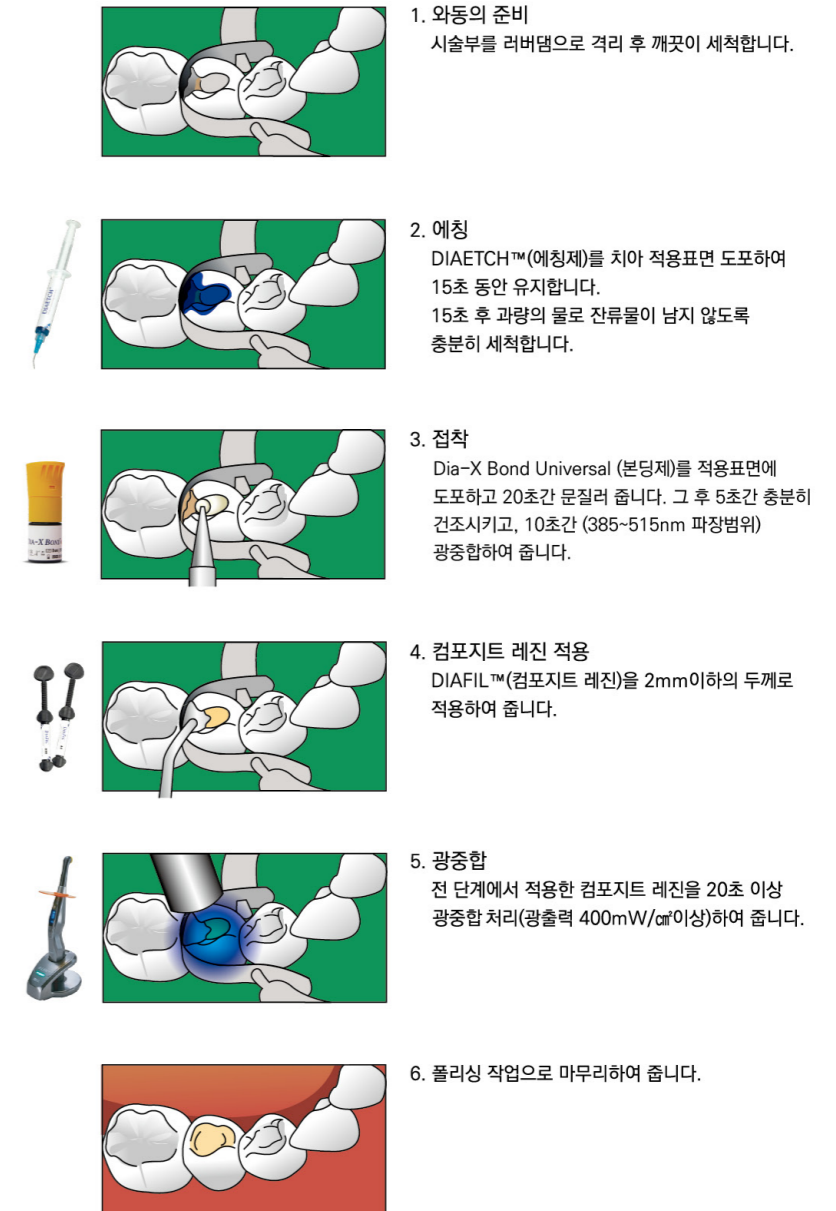 1. 와동의 준비
시술부를 러버댐으로 격리 후 깨끗이 세척합니다.
2. 에칭
DIAETCH™(에칭제)를 치아 적용표면 도포하여
15초 동안 유지합니다.
15초 후 과량의 물로 잔류물이 남지 않도록
충분히 세척합니다.
DIAETCH
3. 접착
Dia-X Bond Universal (본딩제)를 적용표면에
도포하고 20초간 문질러 줍니다. 그 후 5초간 충분히
건조시키고, 10초간 (385~515nm 파장범위)
광중합하여 줍니다.
DIA-X BOND
4. 컴포지트 레진 적용
DIAFIL™(컴포지트 레진)을 2mm이하의 두께로
적용하여 줍니다.
5. 광중합
전 단계에서 적용한 컴포지트 레진을 20초 이상
광중합 처리(광출력 400mW/㎠이상)하여 줍니다.
6. 폴리싱 작업으로 마무리하여 줍니다.